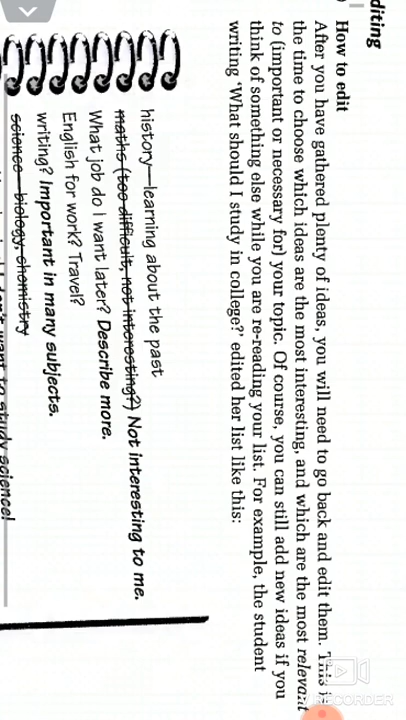 diting
How to edit
After you have gathered plenty of ideas, you will need to go back and edit them. This is
the time to choose which ideas are the most interesting, and which are the most relevant
to (important or necessary for) your topic. Of course, you can still add new ideas if you
think of something else while you are re-reading your list. For example, the student
writing 'What should I study in college?' edited her list like this:
history—learning about the past
maths (too difficult, not interesting?) Not interesting to me.
What job do I want later? Describe more.
English for work? Travel?
writing? Important in many subjects.
science—biology, chemistry
don't want to study science!
RECORDER